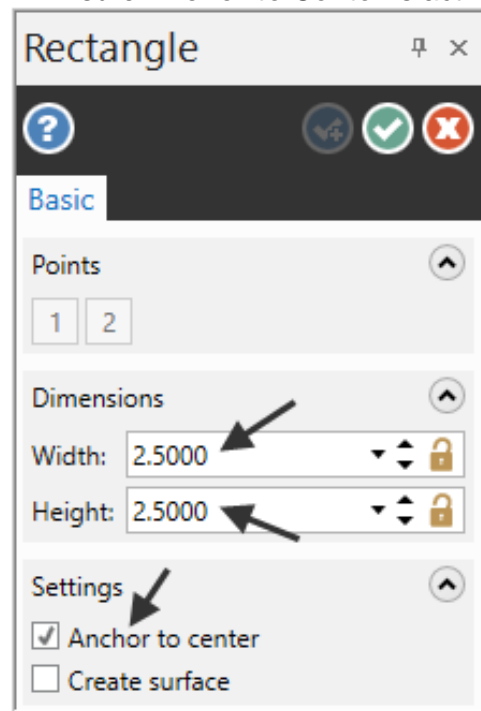 Rectangle
Basic
Points
1 2
Dimensions
Width: 2.5000
Height: 2.5000
Settings
Anchor to center
Create surface